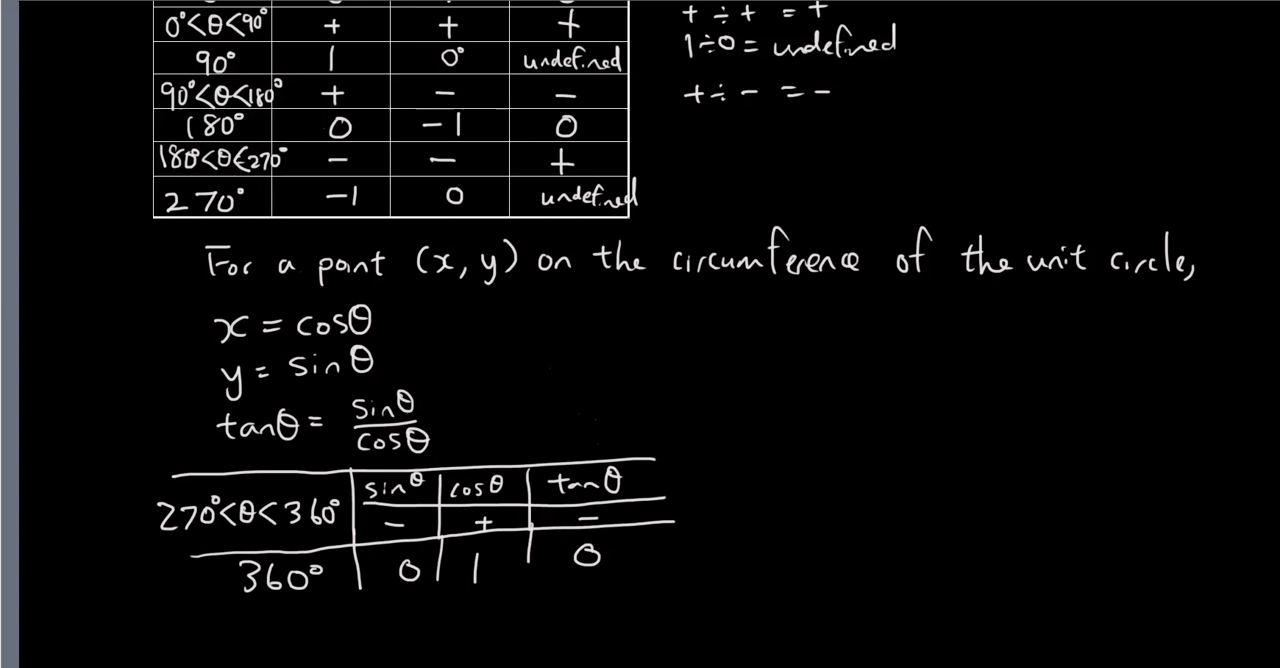 0°<θ<90° + + +
+ ÷ + = +
90° 1 0° undefined
1÷0 = undefined
90°<θ<180° + − −
+ ÷ − = −
180° 0 −1 0
180°<θ<270° − − +
270° −1 0 undefined
For a point (x, y) on the circumference of the unit circle,
x = cosθ
y = sinθ
tanθ = sinθ/cosθ
sinθ cosθ tanθ
270°<θ<360° − + −
360° 0 1 0